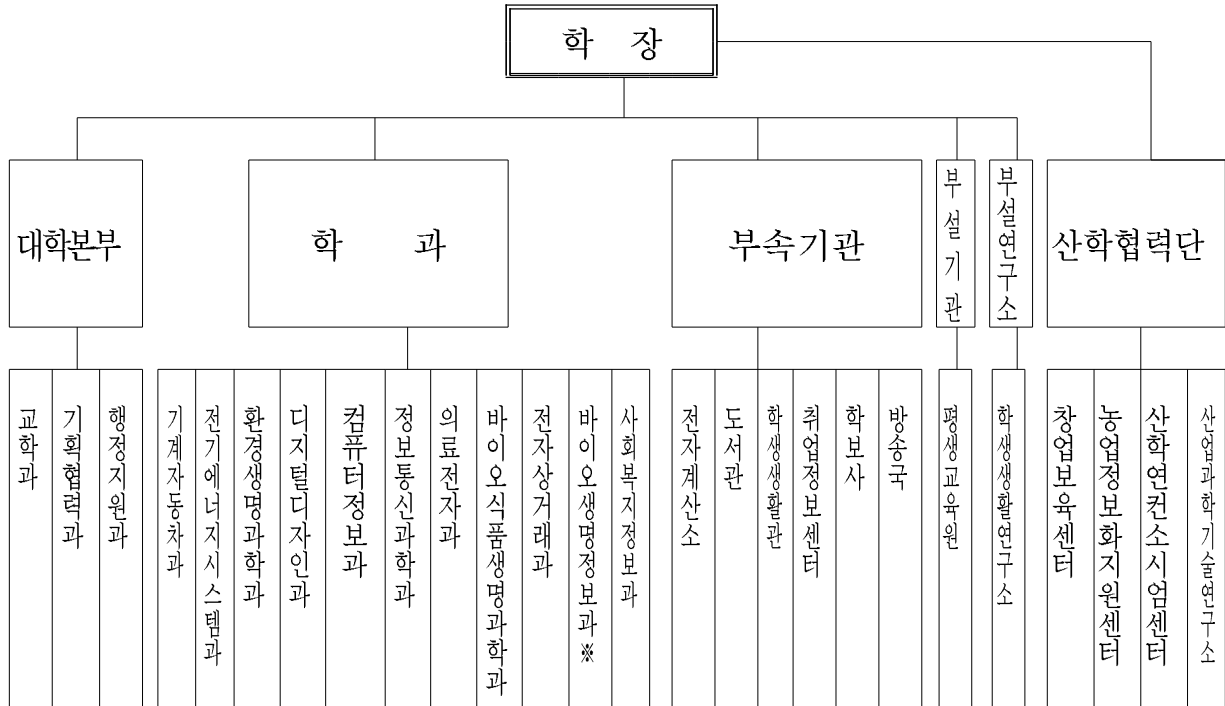 학 장
대학본부
학 과
부속기관
부설기관
부설연구소
산학협력단
교학과
기획협력과
행정지원과
기계자동차과
전기에너지시스템과
환경생명과학과
디지털디자인과
컴퓨터정보과
정보통신과학과
의료전자과
바이오식품생명과학과
전자상거래과
바이오생명정보과※
사회복지정보과
전자계산소
도서관
학생생활관
취업정보센터
학보사
방송국
평생교육원
학생생활연구소
창업보육센터
농업정보화지원센터
산학연컨소시엄센터
산업과학기술연구소